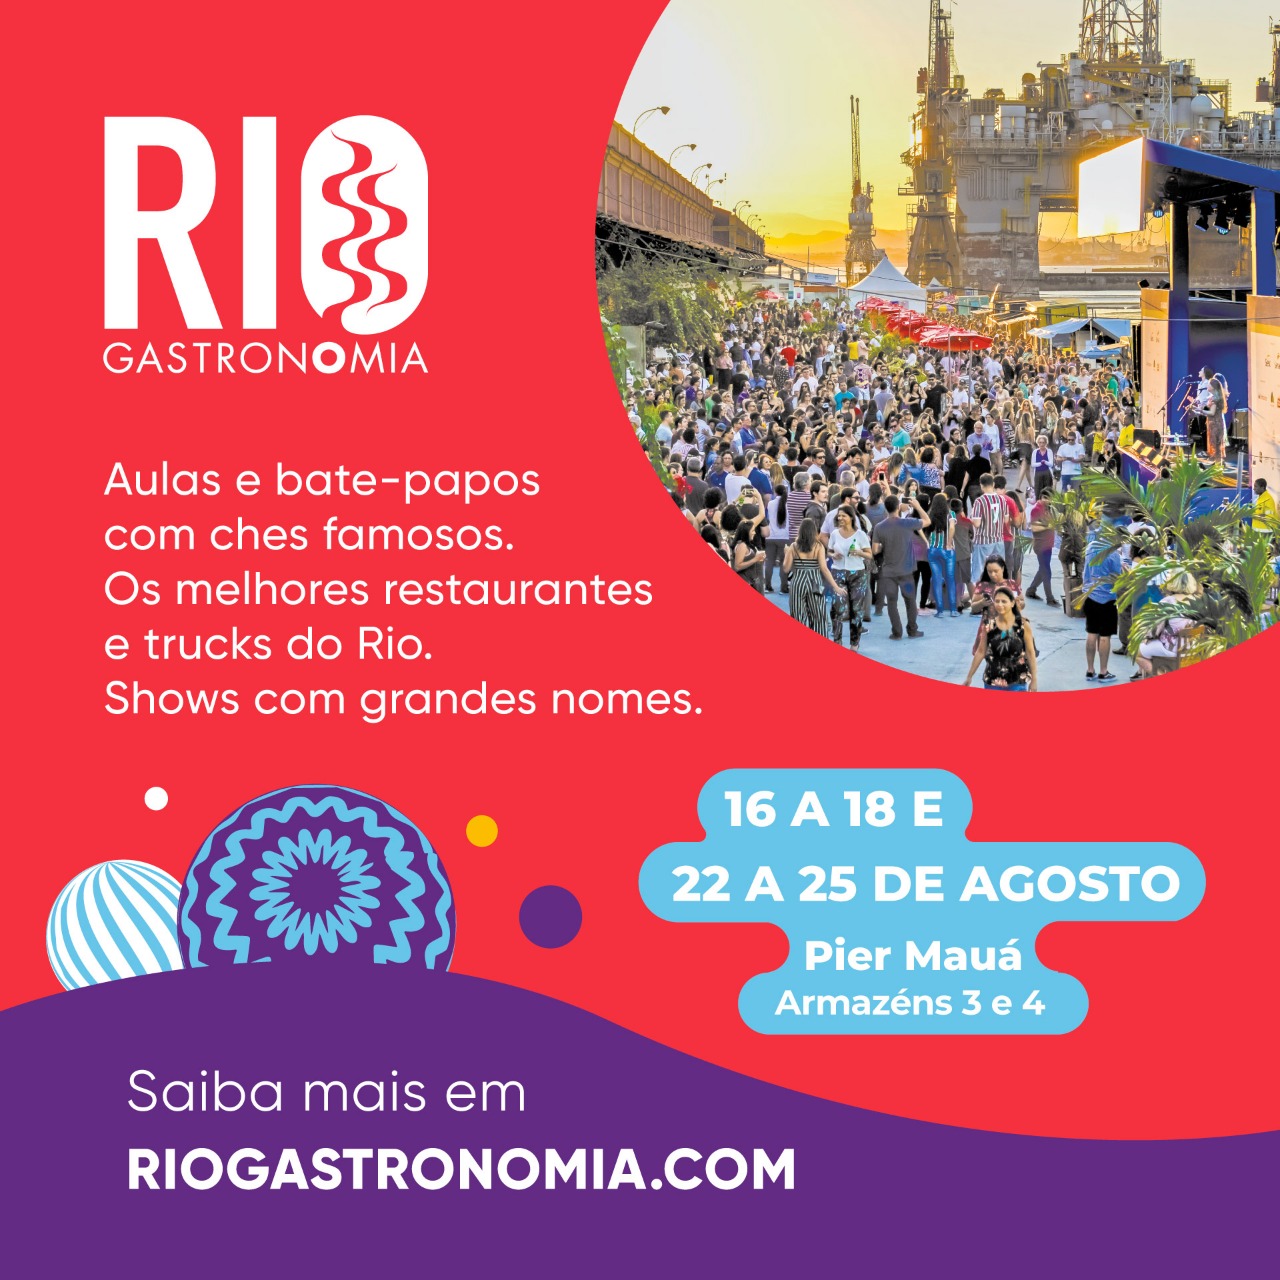 RIO
GASTRONOMIA
Aulas e bate-papos
com ches famosos.
Os melhores restaurantes
e trucks do Rio.
Shows com grandes nomes.
16 A 18 E
22 A 25 DE AGOSTO
Pier Mauá
Armazéns 3 e 4
Saiba mais em
RIOGASTRONOMIA.COM